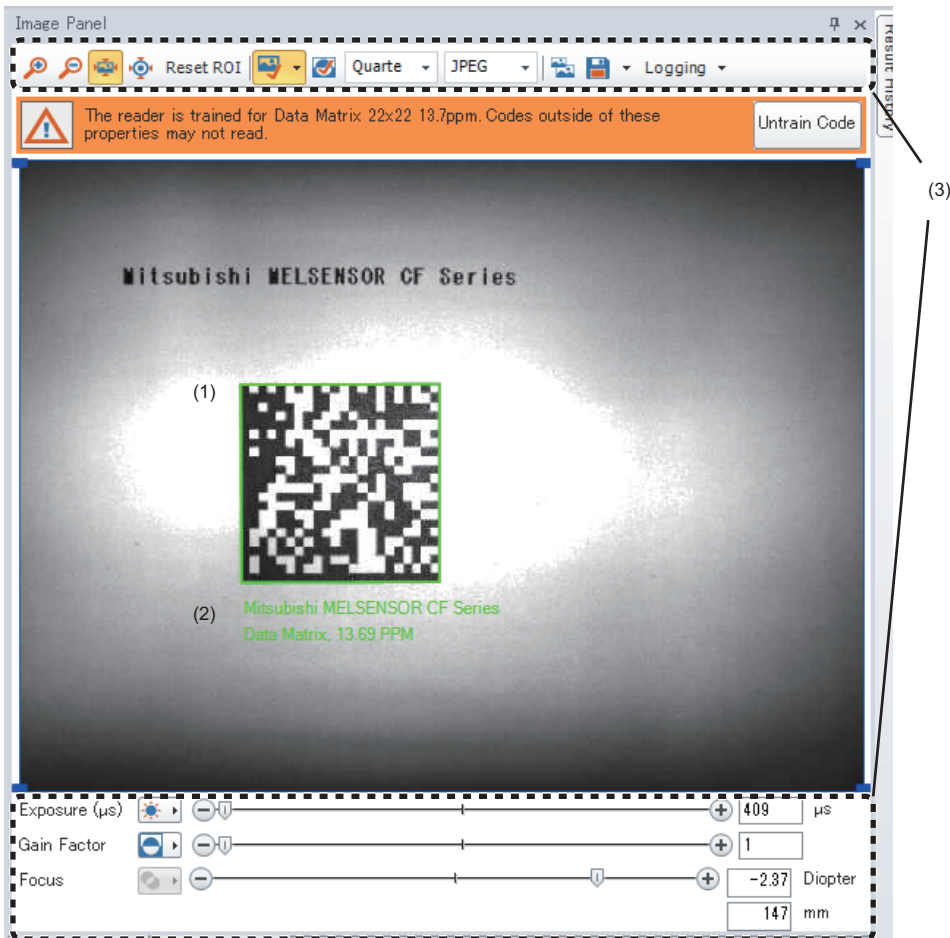 Image Panel
Result History
Reset ROI Quarte JPEG Logging
The reader is trained for Data Matrix 22x22 13.7ppm. Codes outside of these
properties may not read.
Untrain Code
(3)
Mitsubishi MELSENSOR CF Series
(1)
(2)
Mitsubishi MELSENSOR CF Series
Data Matrix, 13.69 PPM
Exposure (μs) 409 μs
Gain Factor 1
Focus -2.37 Diopter
147 mm